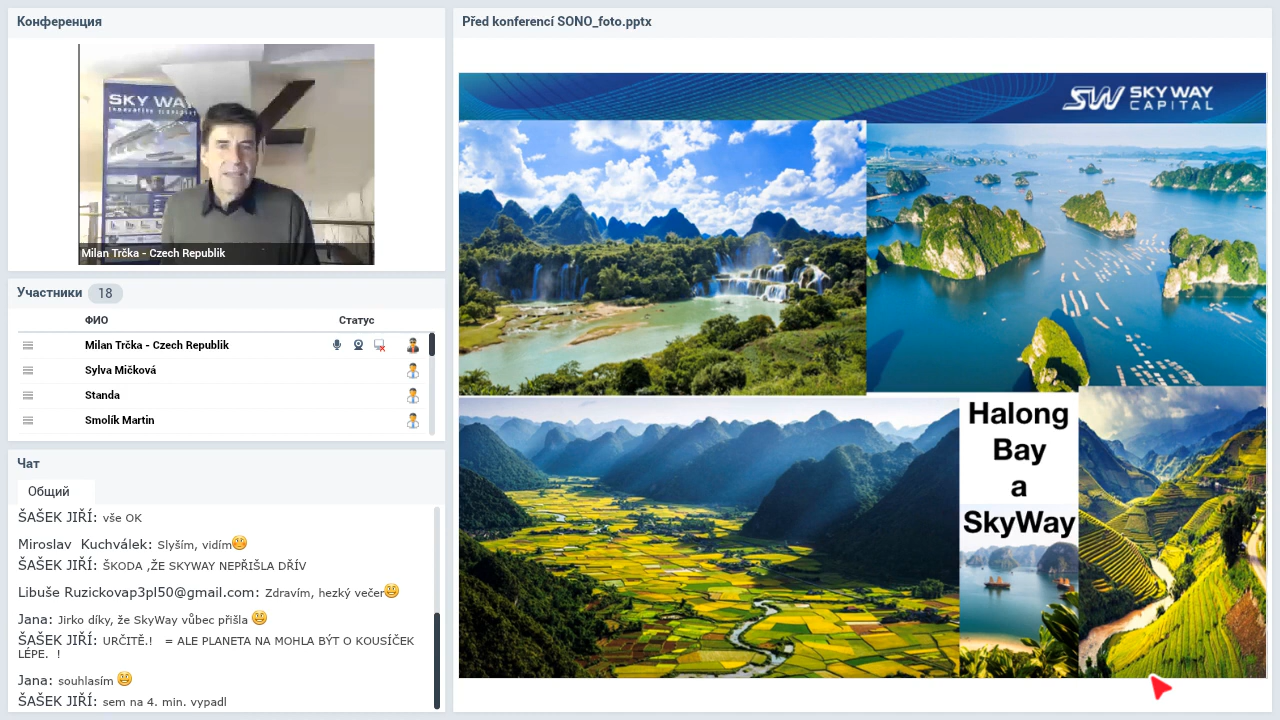 Конференция
SKY WAY
Innovative transport
Milan Trčka - Czech Republik
Участники 18
ФИО Статус
Milan Trčka - Czech Republik
Sylva Mičková
Standa
Smolík Martin
Чат
Общий
ŠAŠEK JIŘÍ: vše OK
Miroslav Kuchválek: Slyším, vidím
ŠAŠEK JIŘÍ: ŠKODA ,ŽE SKYWAY NEPŘIŠLA DŘÍV
Libuše Ruzickovap3pl50@gmail.com: Zdravím, hezký večer
Jana: Jirko díky, že SkyWay vůbec přišla
ŠAŠEK JIŘÍ: URČITĚ.! = ALE PLANETA NA MOHLA BÝT O KOUSÍČEK
LÉPE. !
Jana: souhlasím
ŠAŠEK JIŘÍ: sem na 4. min. vypadl
Před konferencí SONO_foto.pptx
SW SKY WAY
CAPITAL
Halong
Bay
a
SkyWay